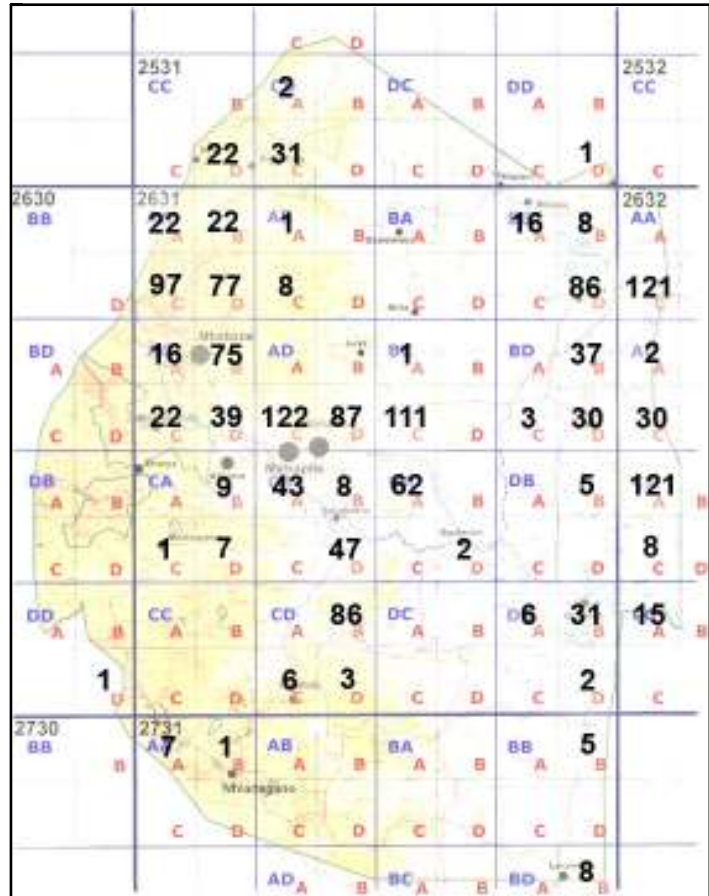 C D
2531 2532
CC 2 DC DD CC
B A B A B A B
22 31 1
C D C D C D C D C
2630 2631 2632
BB 22 22 1 BA 16 8 AA
A B A B A B A B A
97 77 8 86 121
D C D C D C D C D C
Mbabane
BD 16 75 AD 1 BD 37 2
A B A B A B A B A
22 39 122 87 111 3 30 30
C D C D C D C D C D C
DB CA 9 43 8 62 DB 5 121
A B A B A B A B A B A B
1 7 47 2 8
C D C D C D C D C D C D
DD CC CD 86 DC 6 31 15
A B A B A B A B A B A B
1 6 3 2
D C D C D C D C D C
2730 2731
BB 7 1 AB BA BB 5
B A B A B A B A B
Nhlangano
C D C D C D C D
AD BC BD 8
A B A B A B